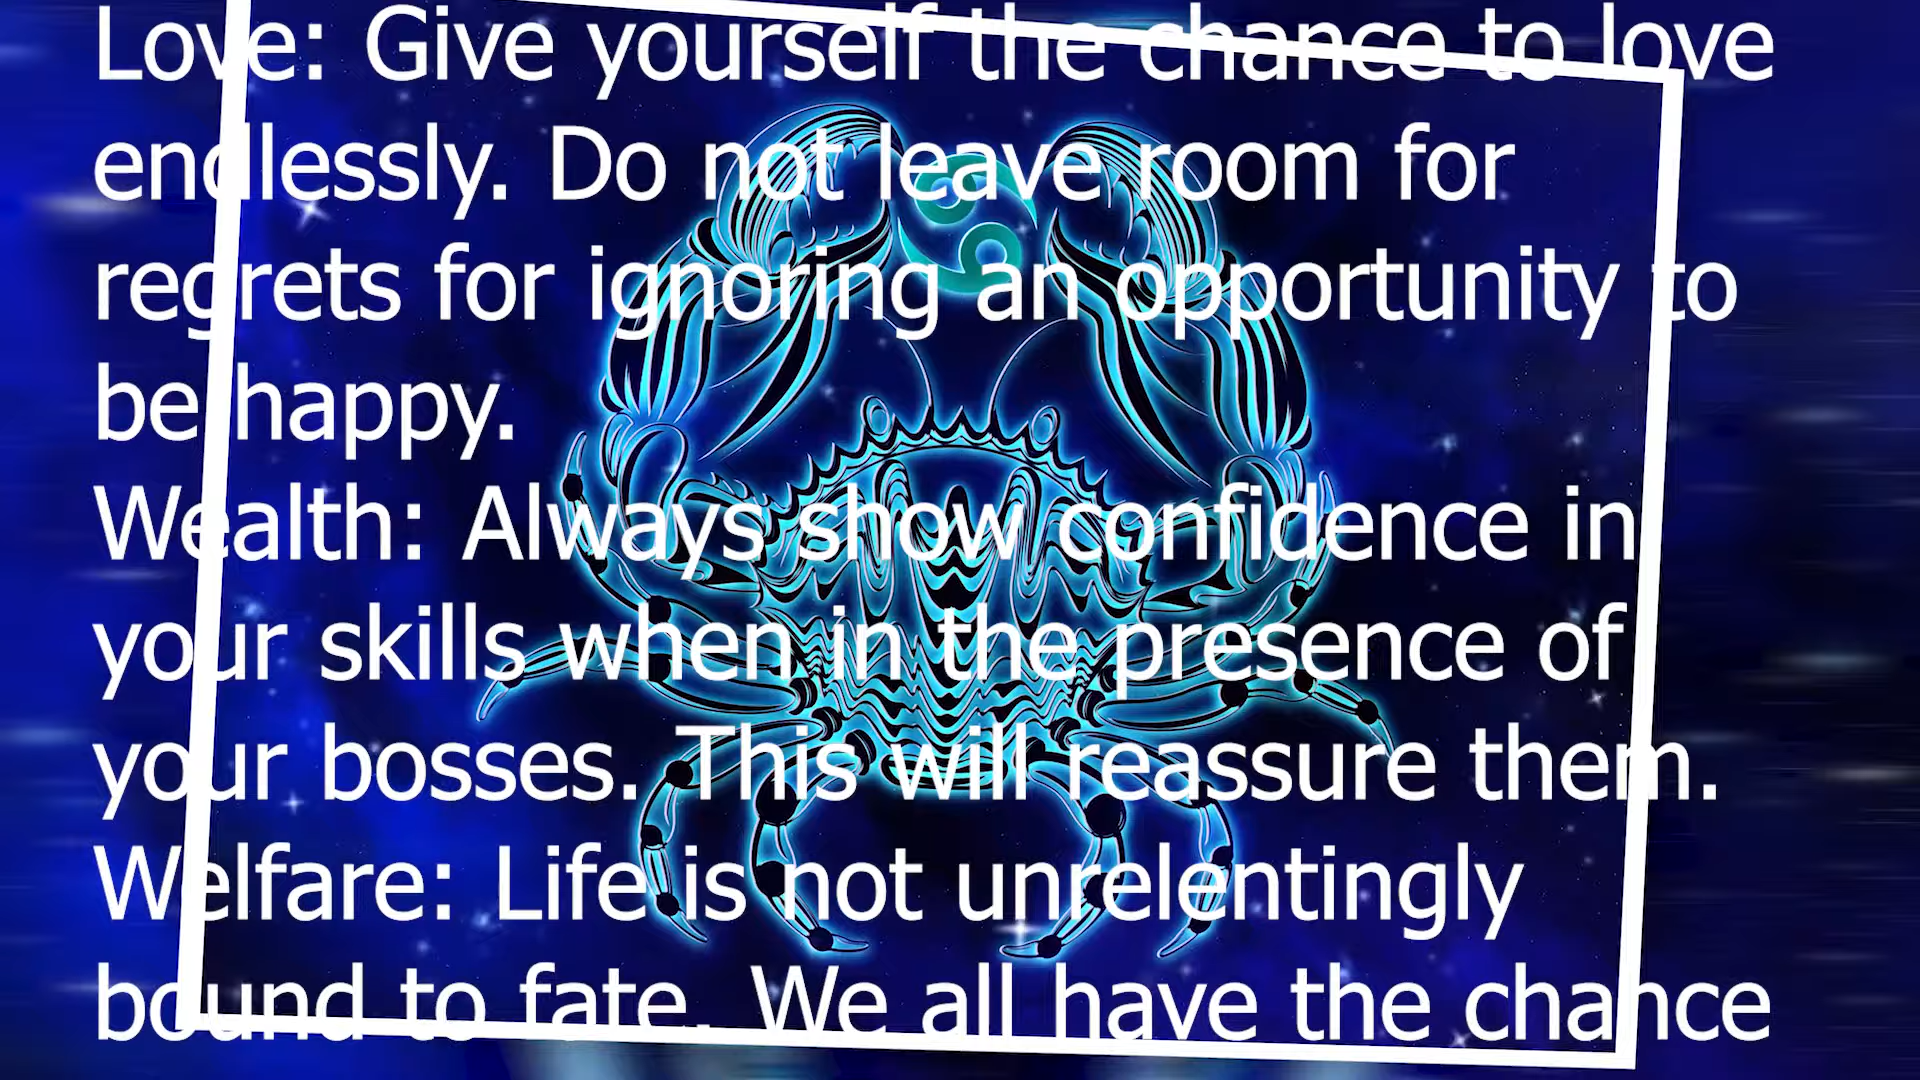 Love: Give yourself the chance to love
endlessly. Do not leave room for
regrets for ignoring an opportunity to
be happy.
Wealth: Always show confidence in
your skills when in the presence of
your bosses. This will reassure them.
Welfare: Life is not unrelentingly
bound to fate. We all have the chance